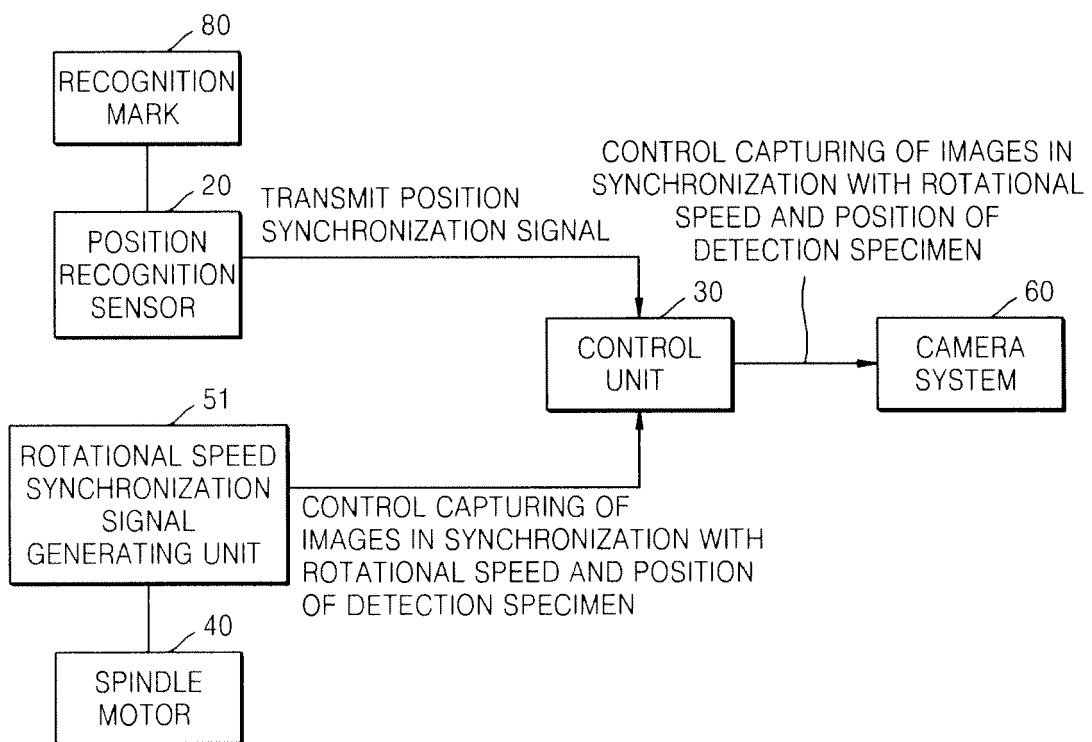 80
RECOGNITION
MARK
20
POSITION
RECOGNITION
SENSOR
TRANSMIT POSITION
SYNCHRONIZATION SIGNAL
CONTROL CAPTURING OF IMAGES IN
SYNCHRONIZATION WITH ROTATIONAL
SPEED AND POSITION OF
DETECTION SPECIMEN
30
CONTROL
UNIT
60
CAMERA
SYSTEM
51
ROTATIONAL SPEED
SYNCHRONIZATION
SIGNAL
GENERATING UNIT
CONTROL CAPTURING OF
IMAGES IN SYNCHRONIZATION WITH
ROTATIONAL SPEED AND POSITION
OF DETECTION SPECIMEN
40
SPINDLE
MOTOR